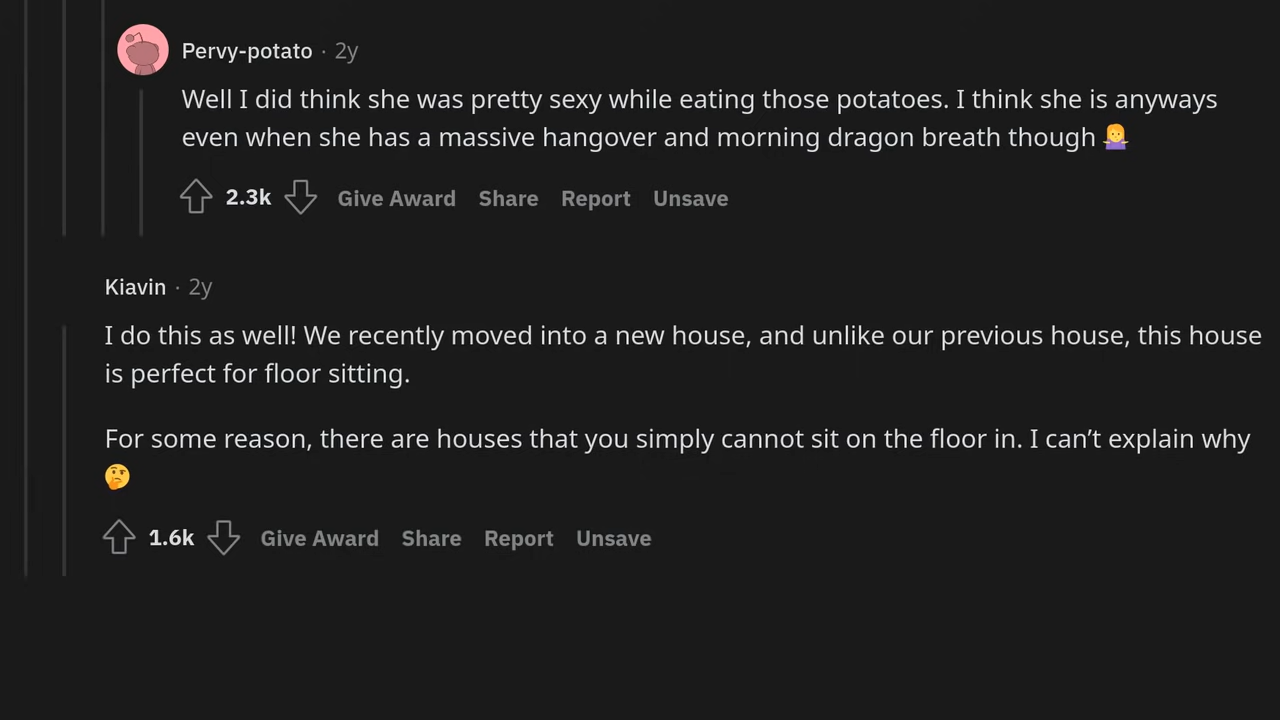 Pervy-potato · 2y
Well I did think she was pretty sexy while eating those potatoes. I think she is anyways
even when she has a massive hangover and morning dragon breath though 🤷‍♀️
2.3k Give Award Share Report Unsave
Kiavin · 2y
I do this as well! We recently moved into a new house, and unlike our previous house, this house
is perfect for floor sitting.
For some reason, there are houses that you simply cannot sit on the floor in. I can’t explain why
🤔
1.6k Give Award Share Report Unsave